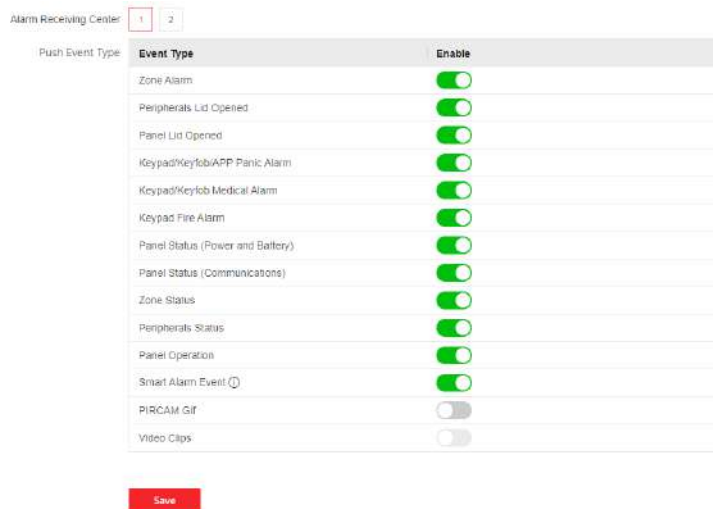 Alarm Receiving Center 1 2
Push Event Type Event Type Enable
Zone Alarm
Peripherals Lid Opened
Panel Lid Opened
Keypad/Keyfob/APP Panic Alarm
Keypad/Keyfob Medical Alarm
Keypad Fire Alarm
Panel Status (Power and Battery)
Panel Status (Communications)
Zone Status
Peripherals Status
Panel Operation
Smart Alarm Event
PIRCAM Gif
Video Clips
Save